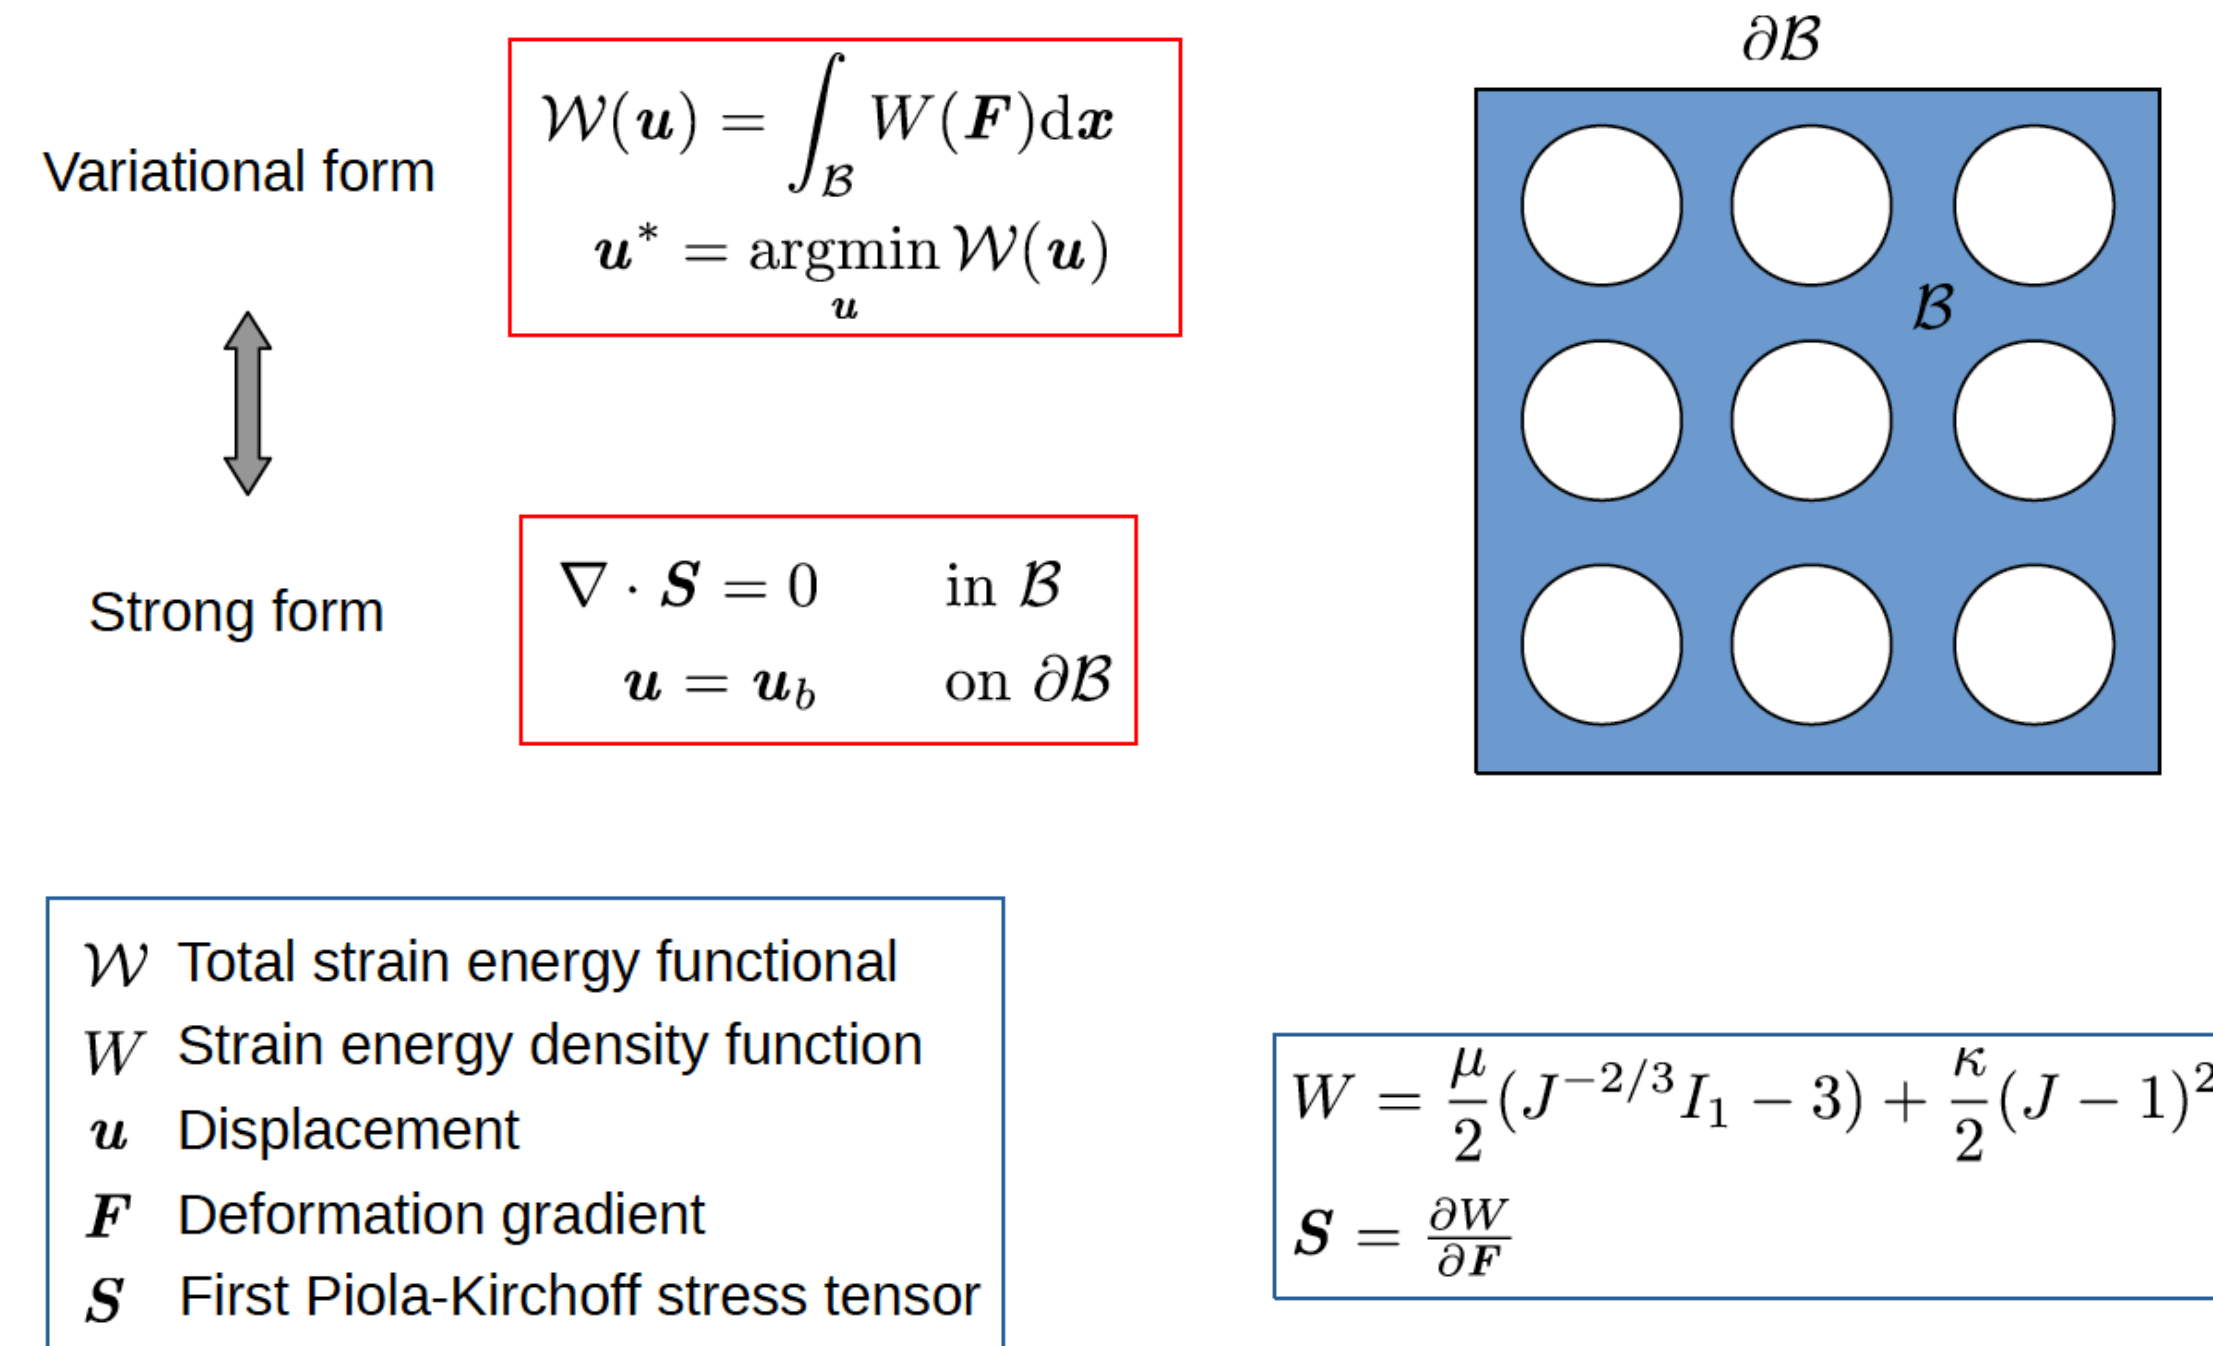 ∂ℬ
Variational form
𝒲(𝒖) = ∫_ℬ W(𝑭)d𝒙
𝒖* = argmin_𝒖 𝒲(𝒖)
ℬ
Strong form
∇ · 𝑺 = 0 in ℬ
𝒖 = 𝒖_b on ∂ℬ
𝒲 Total strain energy functional
W Strain energy density function
𝒖 Displacement
𝑭 Deformation gradient
𝑺 First Piola-Kirchoff stress tensor
W = μ/2 (J^{-2/3} I_1 − 3) + κ/2 (J − 1)^2
𝑺 = ∂W/∂𝑭